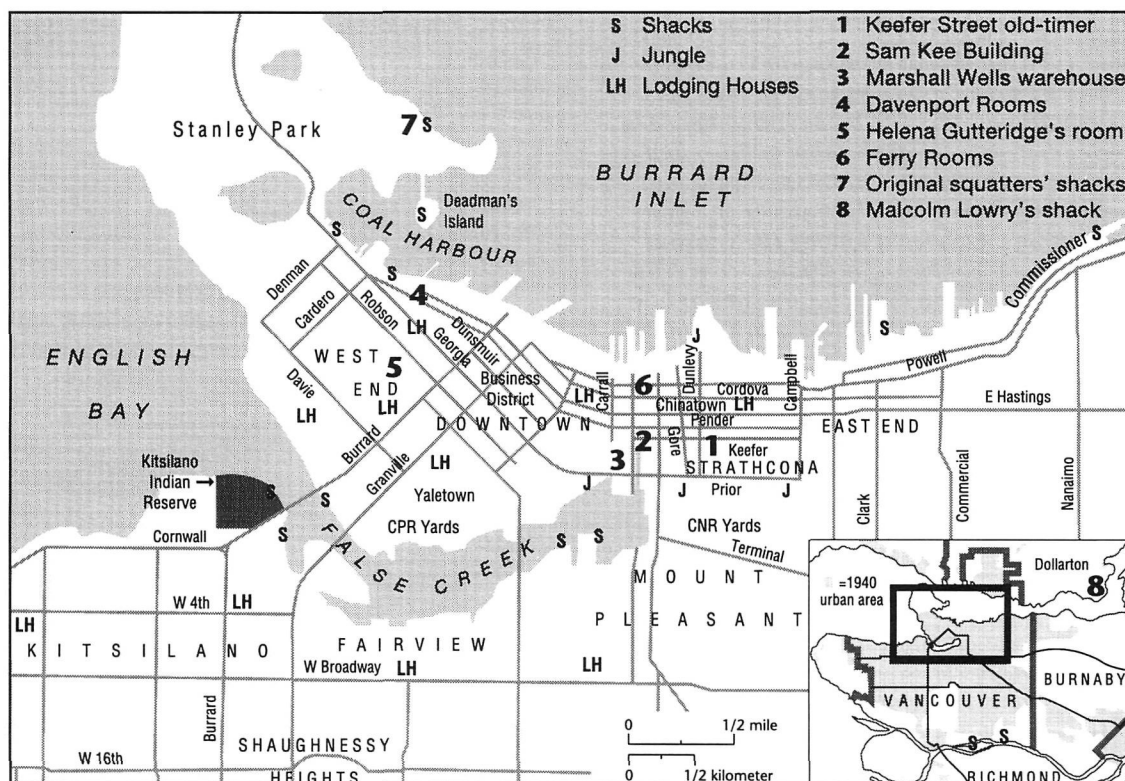 S Shacks
J Jungle
LH Lodging Houses
1 Keefer Street old-timer
2 Sam Kee Building
3 Marshall Wells warehouse
4 Davenport Rooms
5 Helena Gutteridge's room
6 Ferry Rooms
7 Original squatters' shacks
8 Malcolm Lowry's shack
Stanley Park
7 S
BURRARD
INLET
Deadman's
Island
S
COAL HARBOUR
S
S
Commissioner S
Denman
Cardero
Robson
4
LH
Georgia
Dunsmuir
J
S
ENGLISH
BAY
WEST
END
5
Davie
LH
LH
Business
District
DOWNTOWN
LH
Carrall
6
Dunlevy
Cordova
Campbell
Powell
Chinatown LH
Pender
E Hastings
EAST END
Burrard
Granville
2
Gore
1
Keefer
3
STRATHCONA
Kitsilano
Indian
Reserve
S
S
S
LH
Yaletown
CPR Yards
J
J
Prior
J
Clark
Commercial
Nanaimo
Cornwall
FALSE CREEK
S
S
CNR Yards
Terminal
MOUNT
PLEASANT
W 4th
LH
LH
KITSILANO
FAIRVIEW
W Broadway
LH
LH
Burrard
SHAUGHNESSY
HEIGHTS
W 16th
0 1/2 mile
0 1/2 kilometer
=1940
urban area
Dollarton
8
BURNABY
VANCOUVER
S
S
RICHMOND